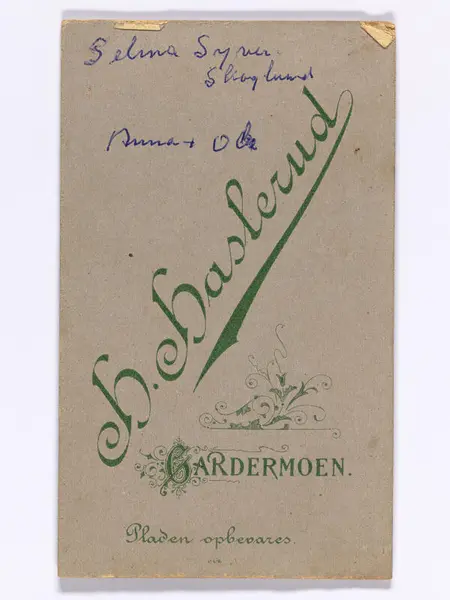 Selma Syver.
Skoglund
Anna + Ole
H. Haslerud
GARDERMOEN.
Pladen opbevares.